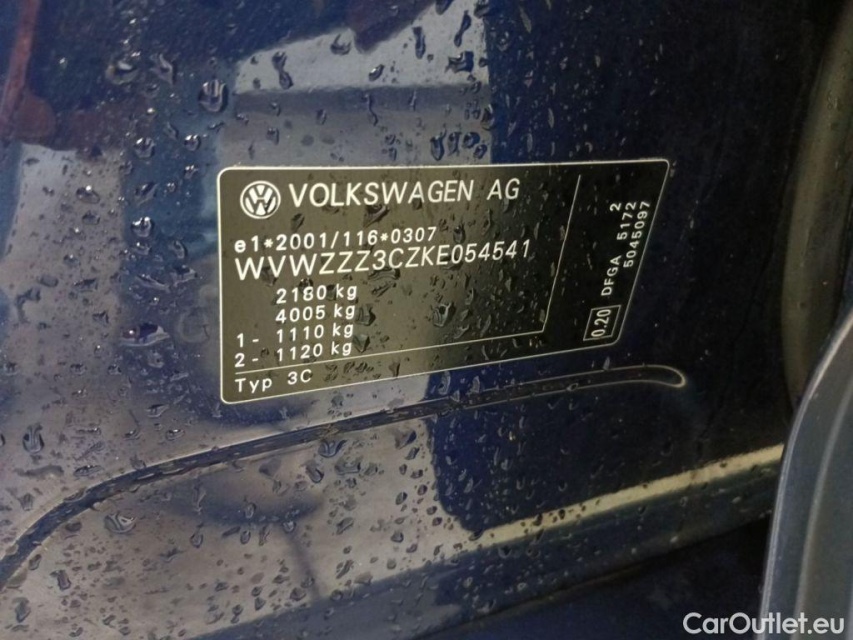 VOLKSWAGEN AG
e1*2001/116*0307
WVWZZZ3CZKE054541
2180 kg
4005 kg
1 - 1110 kg
2 - 1120 kg
Typ 3C
2
DFGA 5172
5045097
0.20
CarOutlet.eu